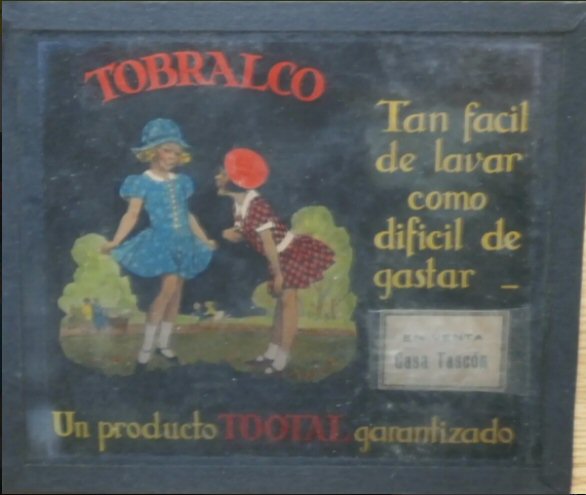 TOBRALCO
Tan facil
de lavar
como
dificil de
gastar _
EN VENTA
Casa Tascón
Un producto TOOTAL garantizado